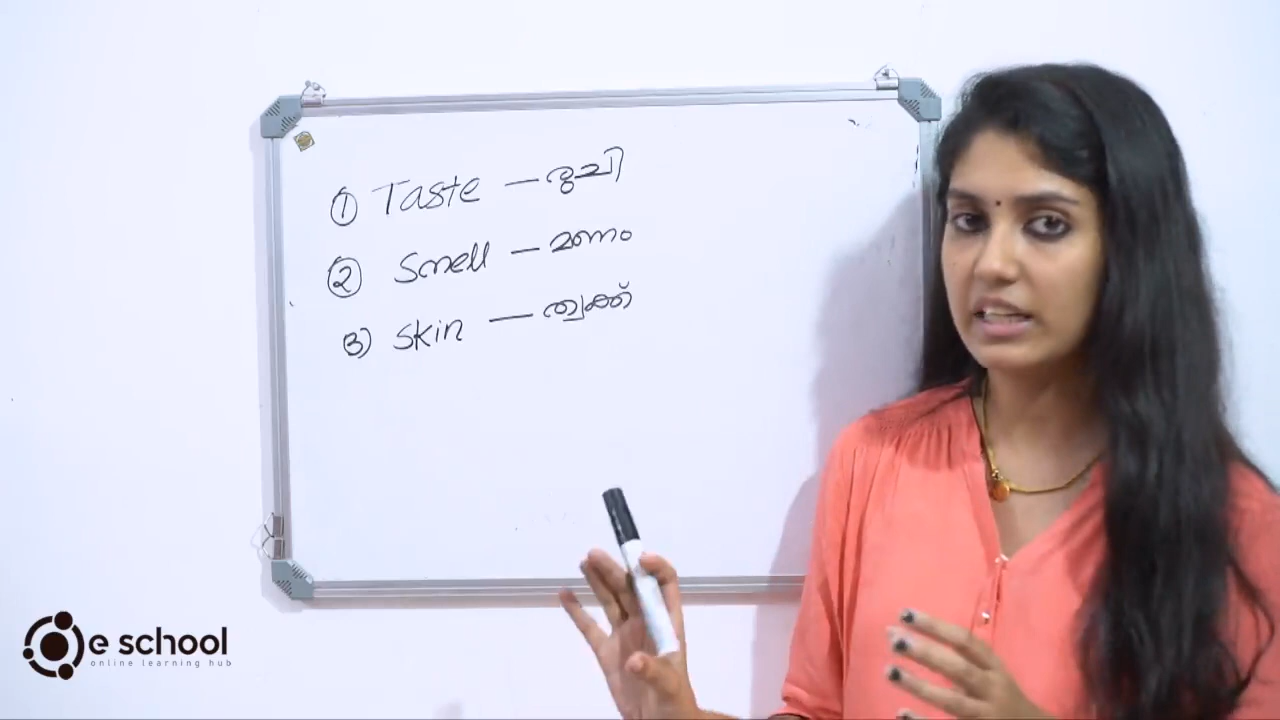 ① Taste — രുചി
② Smell — മണം
③ skin — ത്വക്ക്
e school
online learning hub